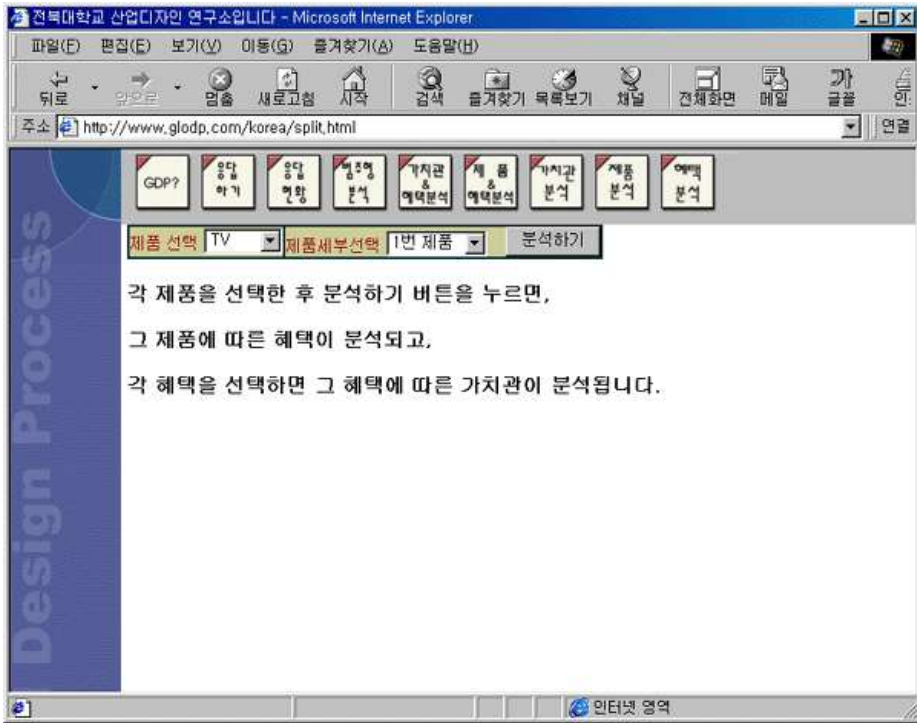 전북대학교 산업디자인 연구소입니다 - Microsoft Internet Explorer
파일(F) 편집(E) 보기(V) 이동(G) 즐겨찾기(A) 도움말(H)
뒤로 앞으로 멈춤 새로고침 시작 검색 즐겨찾기 목록보기 채널 전체화면 메일 글꼴 인
주소 http://www.glodp.com/korea/split.html 연결
GDP? 응답 하기 응답 현황 범주형 분석 가치관 & 혜택분석 제 품 & 혜택분석 가치관 분석 제품 분석 혜택 분석
제품 선택 TV 제품세부선택 1번 제품 분석하기
각 제품을 선택한 후 분석하기 버튼을 누르면,
그 제품에 따른 혜택이 분석되고,
각 혜택을 선택하면 그 혜택에 따른 가치관이 분석됩니다.
Design Process
인터넷 영역